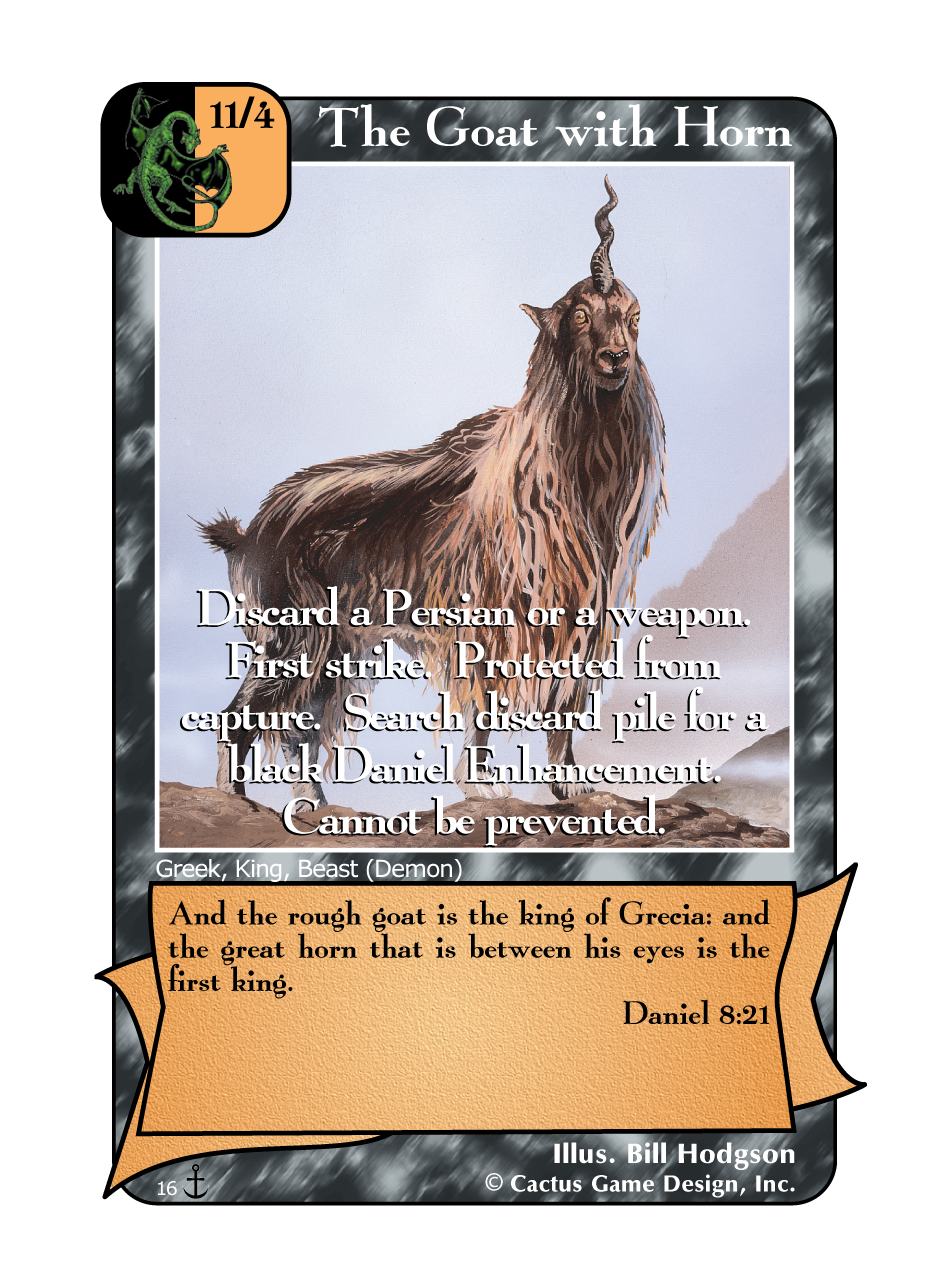 11/4
The Goat with Horn
Discard a Persian or a weapon.
First strike. Protected from
capture. Search discard pile for a
black Daniel Enhancement.
Cannot be prevented.
Greek, King, Beast (Demon)
And the rough goat is the king of Grecia: and
the great horn that is between his eyes is the
first king.
Daniel 8:21
Illus. Bill Hodgson
16
© Cactus Game Design, Inc.